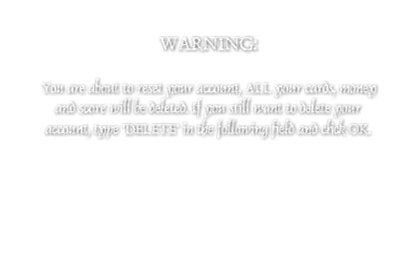 WARNING:
You are about to reset your account, ALL your cards, money
and score will be deleted. If you still want to delete your
account, type 'DELETE' in the following field and click OK.